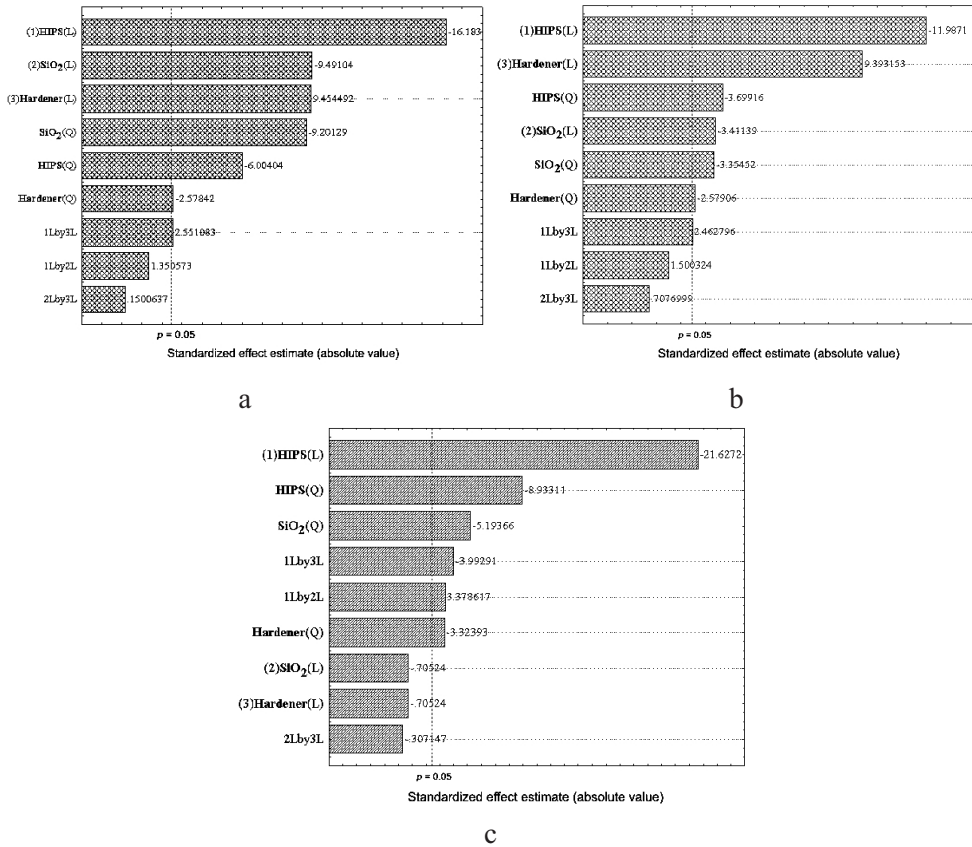 (1)HIPS(L) -16.183
(2)SiO2(L) -9.49104
(3)Hardener(L) 9.454492
SiO2(Q) -9.20129
HIPS(Q) -6.00404
Hardener(Q) -2.57842
1Lby3L 2.551083
1Lby2L 1.350573
2Lby3L .1500637
p = 0.05
Standardized effect estimate (absolute value)
a
(1)HIPS(L) -11.9871
(3)Hardener(L) 9.393153
HIPS(Q) -3.69916
(2)SiO2(L) -3.41139
SiO2(Q) -3.35452
Hardener(Q) -2.57906
1Lby3L 2.462796
1Lby2L 1.500324
2Lby3L .7076999
p = 0.05
Standardized effect estimate (absolute value)
b
(1)HIPS(L) -21.6272
HIPS(Q) -8.93311
SiO2(Q) -5.19366
1Lby3L -3.99291
1Lby2L 3.378617
Hardener(Q) -3.32393
(2)SiO2(L) -.70524
(3)Hardener(L) -.70524
2Lby3L -.307147
p = 0.05
Standardized effect estimate (absolute value)
c